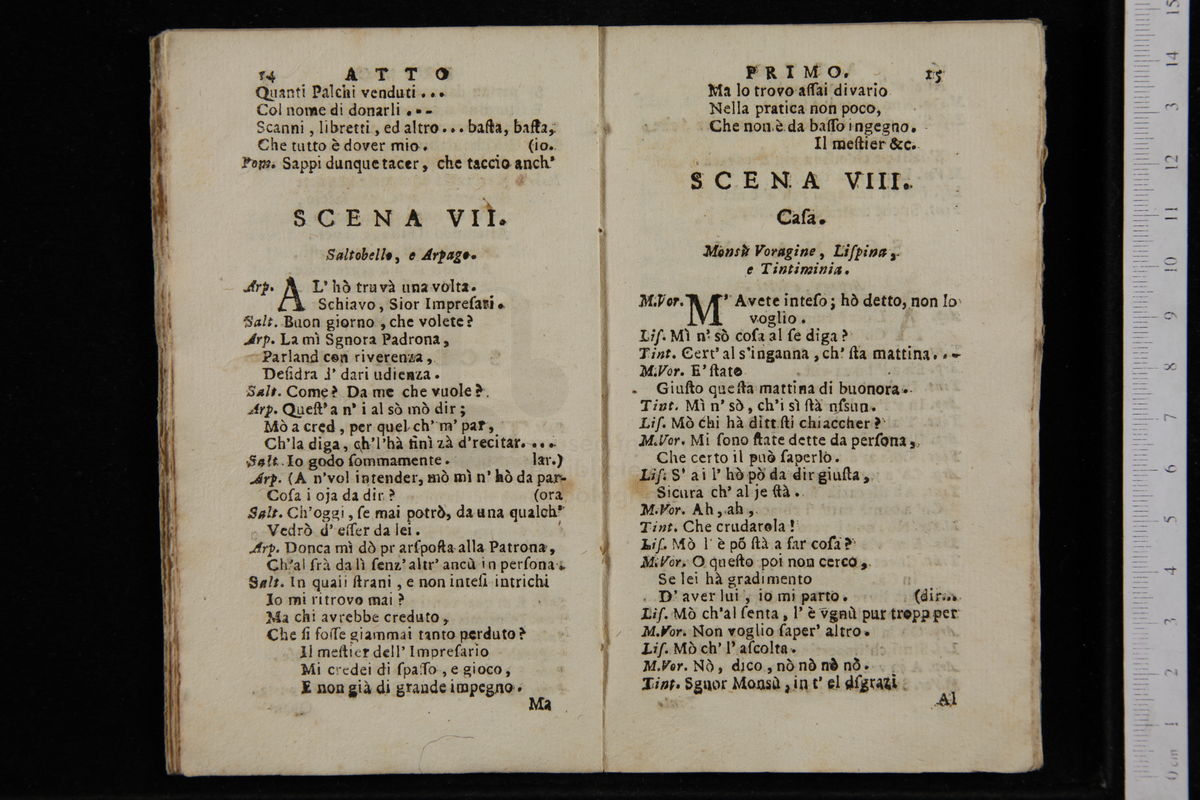 14 ATTO
Quanti Palchi venduti...
Col nome di donarli...
Scanni, libretti, ed altro... baſta, baſta,
Che tutto è dover mio. (io.
Pom. Sappi dunque tacer, che taccio anch'
SCENA VII.
Saltobello, e Arpago.
Arp. AL' hò truvà una volta.
Schiavo, Sior Impreſari.
Salt. Buon giorno, che volete?
Arp. La mì Sgnora Padrona,
Parland con riverenza,
Deſidra d' dari udienza.
Salt. Come? Da me che vuole?
Arp. Queſt' a n' i al sò mò dir;
Mò a cred, per quel ch' m' par,
Ch'la diga, ch'l'hà finì zà d'recitar....
Salt. Io godo ſommamente. lar.)
Arp. (A n'vol intender, mò mì n' hò da par-
Coſa i oja da dir? (ora
Salt. Ch'oggi, ſe mai potrò, da una qualch'
Vedrò d' eſſer da lei.
Arp. Donca mì dò pr arſpoſta alla Patrona,
Ch'al ſrà da lì ſenz' altr' ancù in perſona.
Salt. In quali ſtrani, e non inteſi intrichi
Io mi ritrovo mai?
Ma chi avrebbe creduto,
Che ſi foſſe giammai tanto perduto?
Il meſtier dell' Impreſario
Mi credei di ſpaſſo, e gioco,
E non già di grande impegno.
Ma
PRIMO. 15
Ma lo trovo aſſai divario
Nella pratica non poco,
Che non è da baſſo ingegno.
Il meſtier &c.
SCENA VIII.
Caſa.
Monsù Voragine, Liſpina,
e Tintiminia.
M.Vor. M' Avete inteſo; hò detto, non lo
voglio.
Liſ. Mì n' sò coſa al ſe diga?
Tint. Cert' al s'inganna, ch' ſta mattina...
M.Vor. E' ſtato
Giuſto queſta mattina di buonora.
Tint. Mì n' sò, ch'i sì ſtà nſsun.
Liſ. Mò chi hà ditt ſti chiaccher?
M.Vor. Mi ſono ſtate dette da perſona,
Che certo il può ſaperlo.
Liſ. S' a i l' hò pò da dir giuſta,
Sicura ch' al je ſtà.
M.Vor. Ah, ah,
Tint. Che crudarola!
Liſ. Mò l' è pò ſtà a far coſa?
M.Vor. O queſto poi non cerco,
Se lei hà gradimento
D' aver lui, io mi parto. (dir...
Liſ. Mò ch'al ſenta, l' è vgnù pur tropp per
M.Vor. Non voglio ſaper' altro.
Liſ. Mò ch' l' aſcolta.
M.Vor. Nò, dico, nò nò nò nò.
Tint. Sgnor Monsù, in t' el dſgrazi
Al